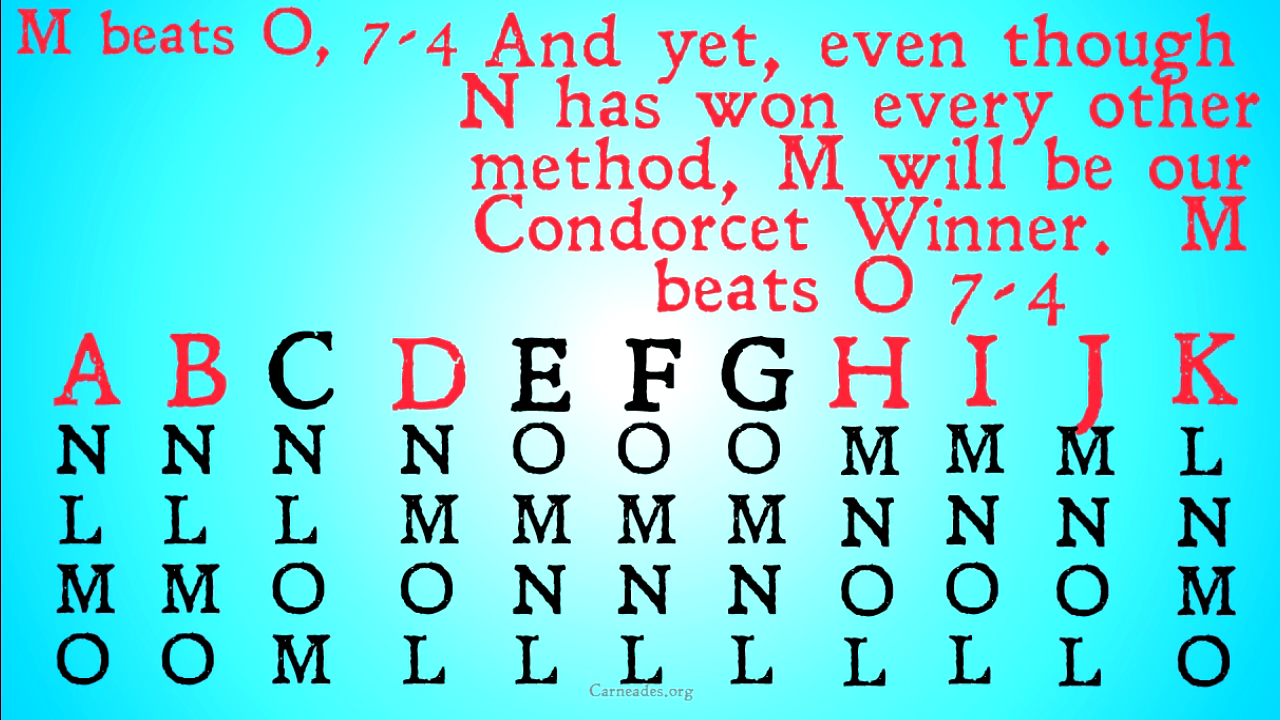 M beats O, 7-4 And yet, even though
N has won every other
method, M will be our
Condorcet Winner. M
beats O 7-4
A B C D E F G H I J K
N N N N O O O M M M L
L L L M M M M N N N N
M M O O N N N O O O M
O O M L L L L L L L O
Carneades.org